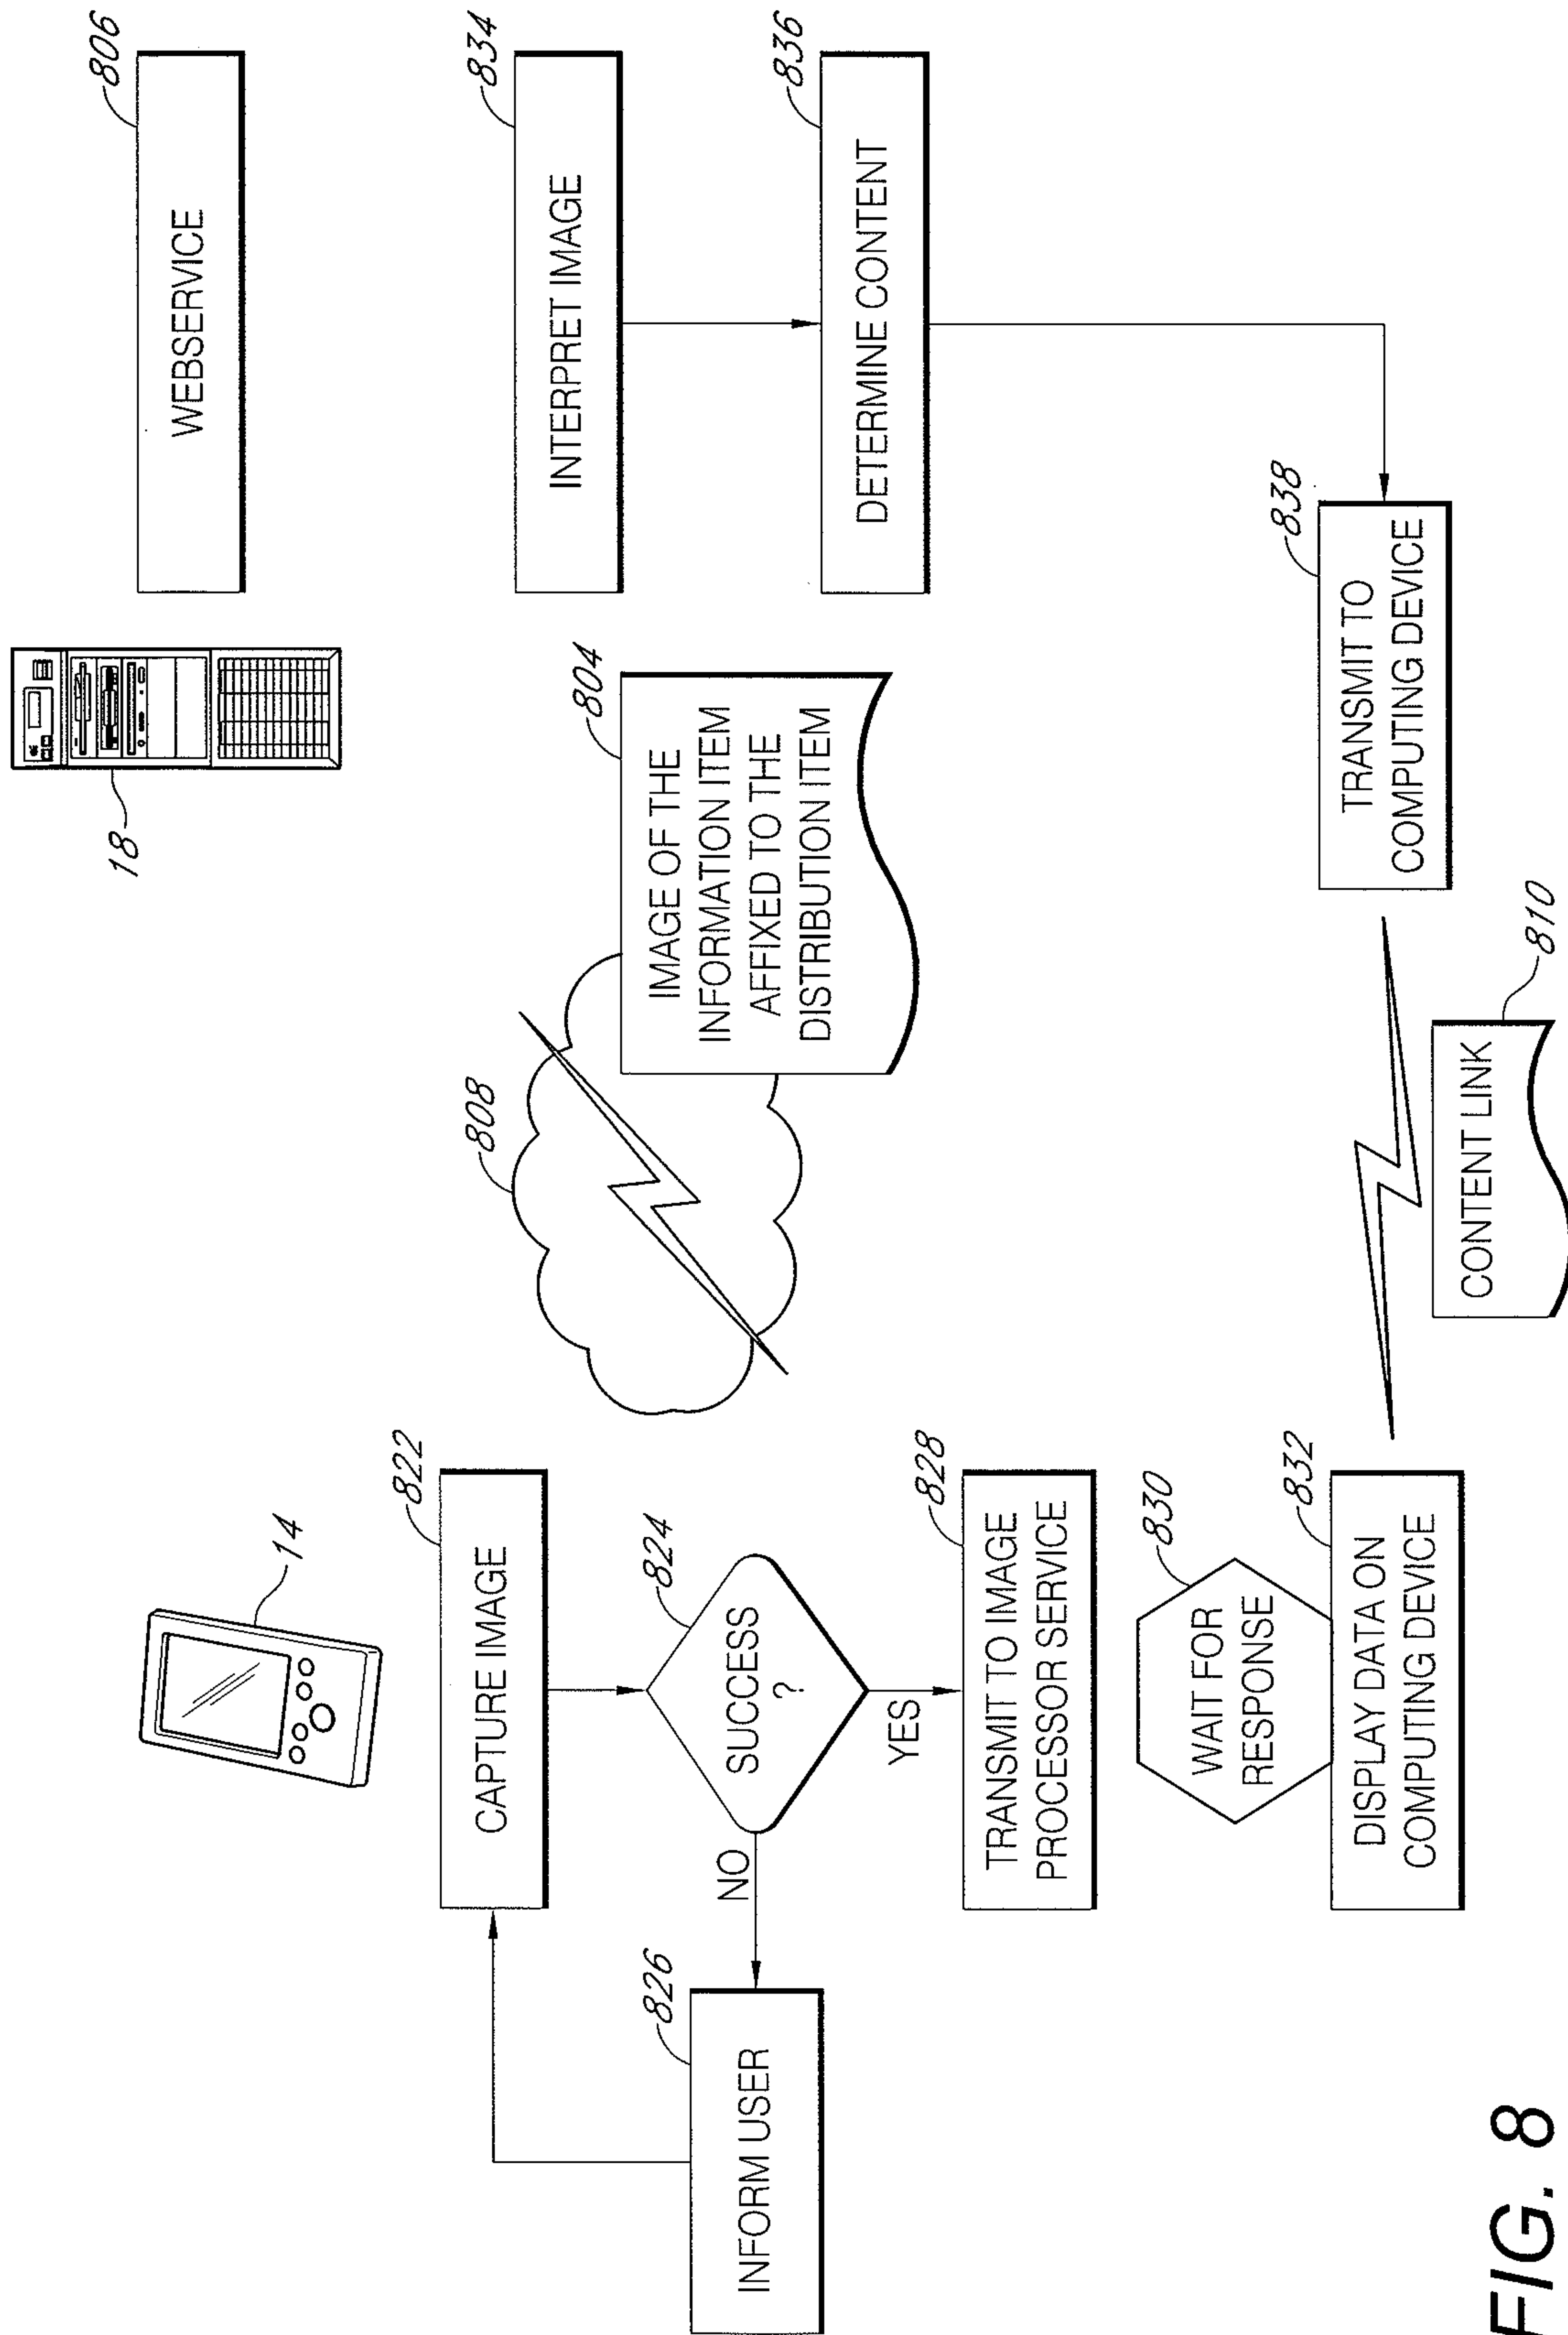 14
18
WEBSERVICE
806
CAPTURE IMAGE
822
808
INTERPRET IMAGE
834
SUCCESS
?
824
NO
YES
INFORM USER
826
IMAGE OF THE
INFORMATION ITEM
AFFIXED TO THE
DISTRIBUTION ITEM
804
DETERMINE CONTENT
836
TRANSMIT TO IMAGE
PROCESSOR SERVICE
828
WAIT FOR
RESPONSE
830
DISPLAY DATA ON
COMPUTING DEVICE
832
TRANSMIT TO
COMPUTING DEVICE
838
CONTENT LINK
810
FIG. 8